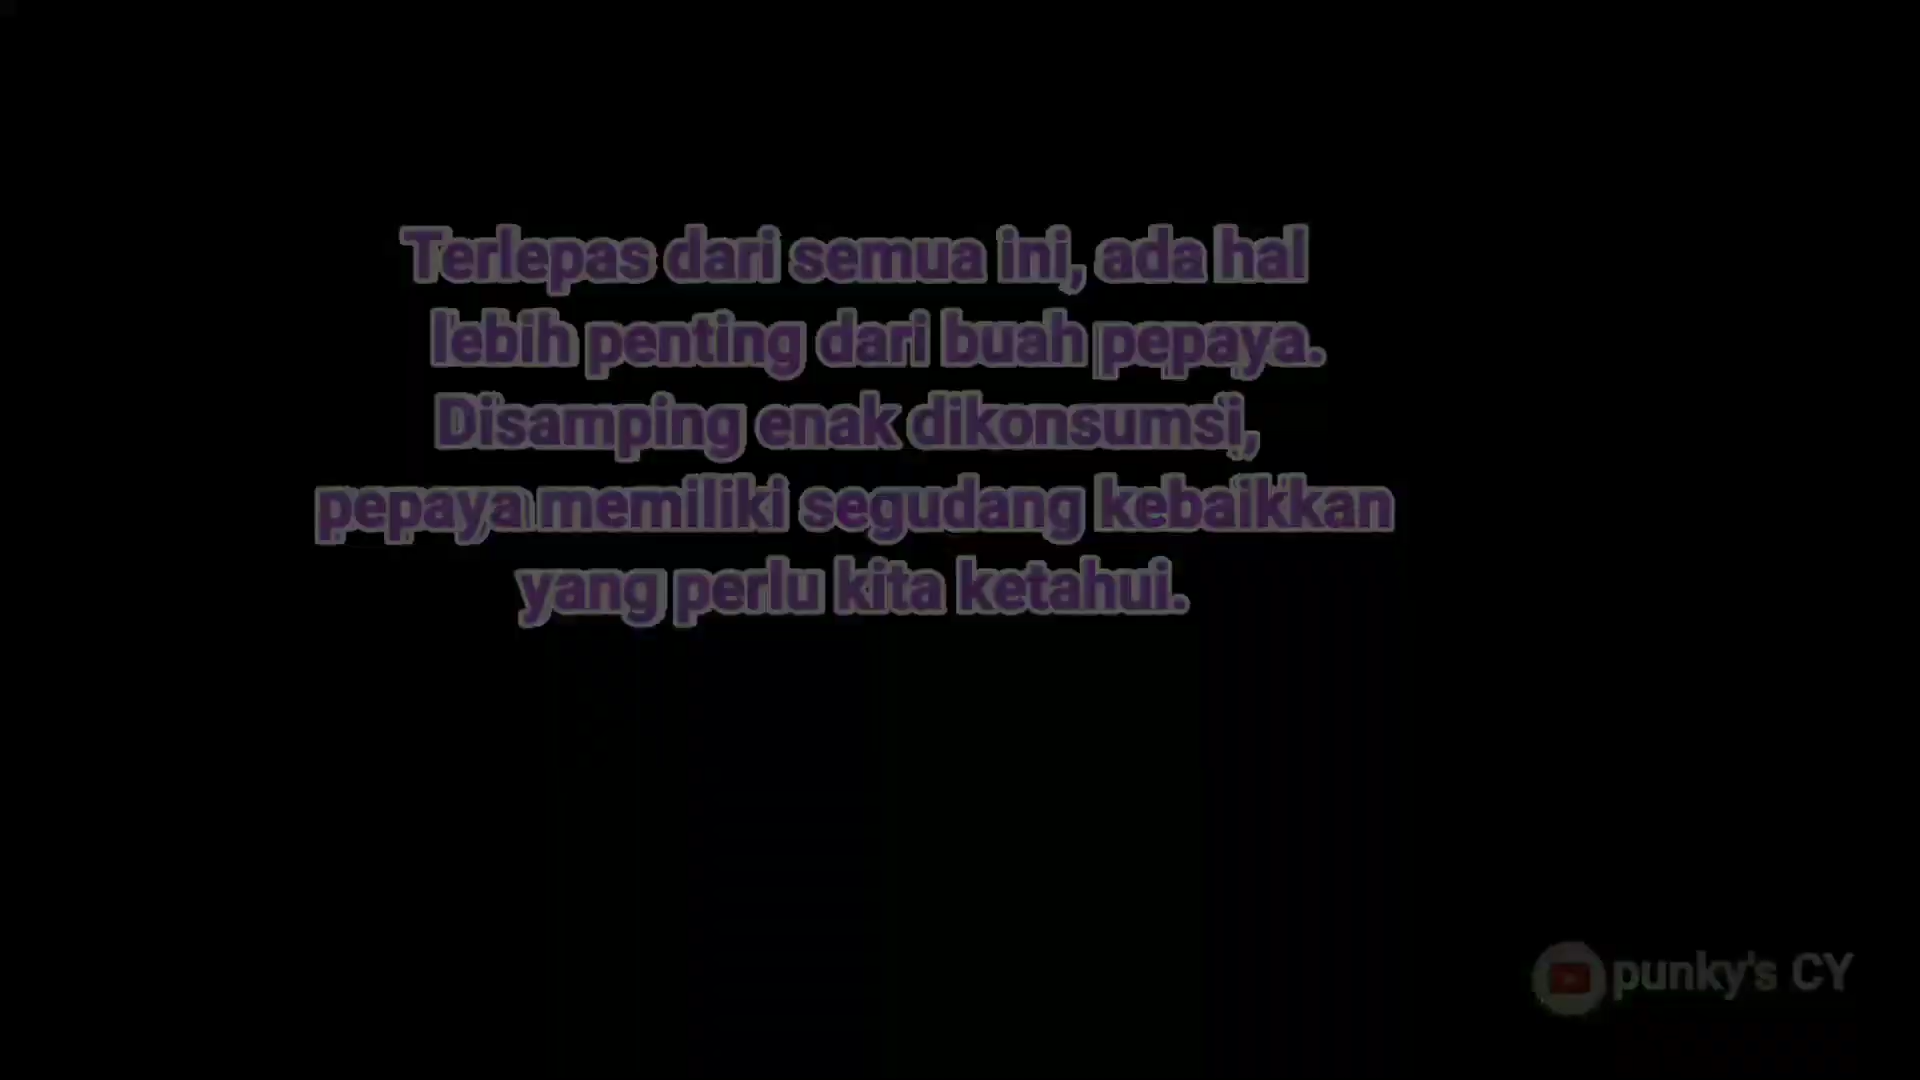 Terlepas dari semua ini, ada hal
lebih penting dari buah pepaya.
Disamping enak dikonsumsi,
pepaya memiliki segudang kebaikkan
yang perlu kita ketahui.
punky's CY